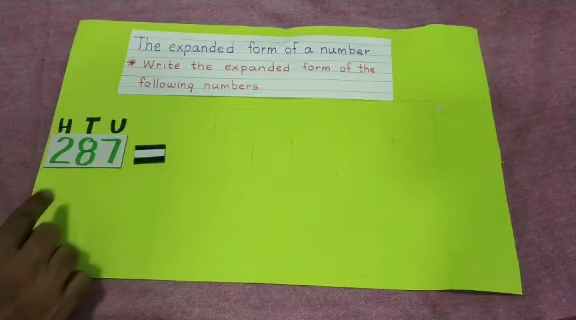 The expanded form of a number
* Write the expanded form of the
following numbers.
H T U
287 =